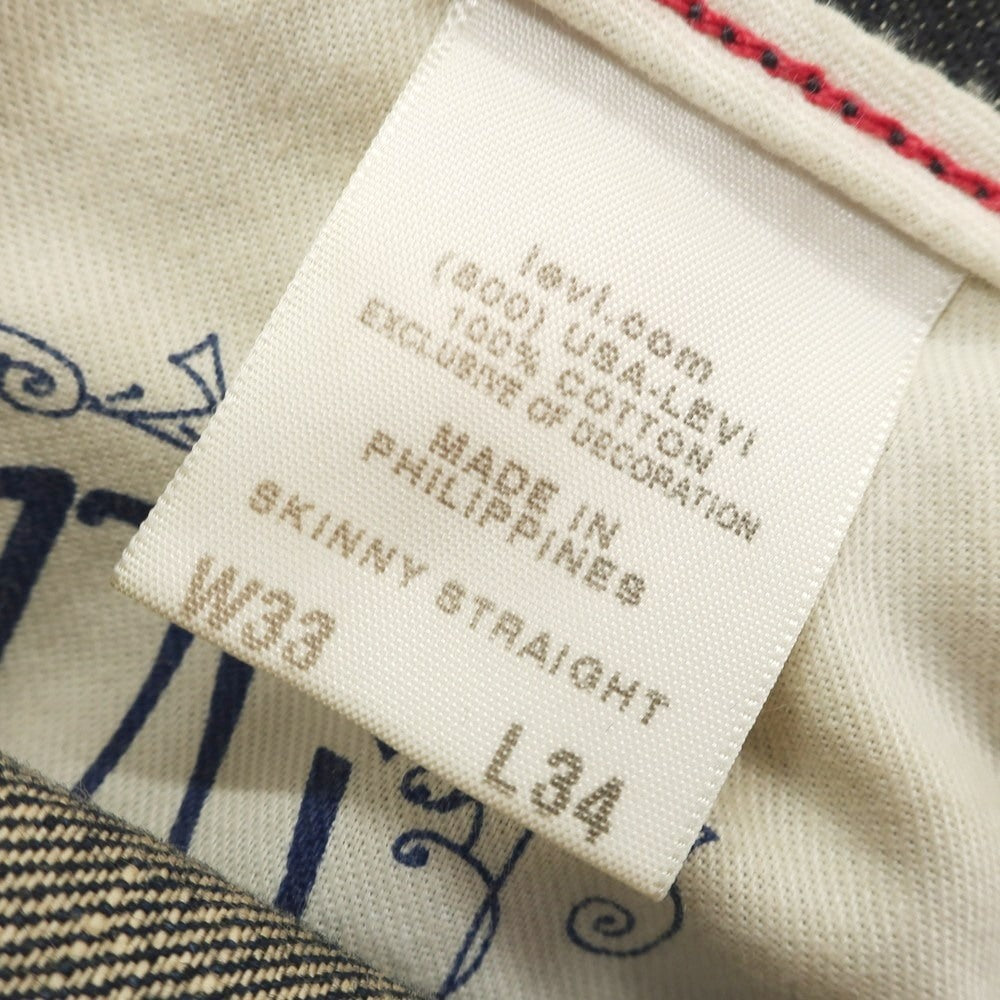 levi.com
(800) USA-LEVI
100% COTTON
EXCLUSIVE OF DECORATION
MADE IN
PHILIPPINES
SKINNY STRAIGHT
W33 L34